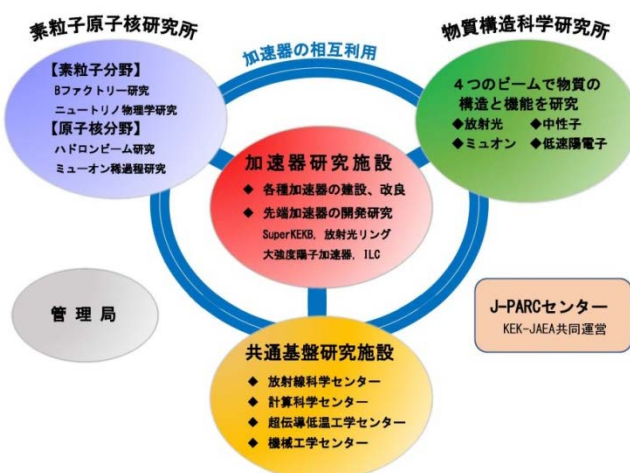 素粒子原子核研究所
【素粒子分野】
Bファクトリー研究
ニュートリノ物理学研究
【原子核分野】
ハドロンビーム研究
ミューオン稀過程研究
加速器の相互利用
物質構造科学研究所
4つのビームで物質の
構造と機能を研究
◆放射光 ◆中性子
◆ミュオン ◆低速陽電子
加速器研究施設
◆ 各種加速器の建設、改良
◆ 先端加速器の開発研究
SuperKEKB, 放射光リング
大強度陽子加速器, ILC
管 理 局
J-PARCセンター
KEK-JAEA共同運営
共通基盤研究施設
◆ 放射線科学センター
◆ 計算科学センター
◆ 超伝導低温工学センター
◆ 機械工学センター